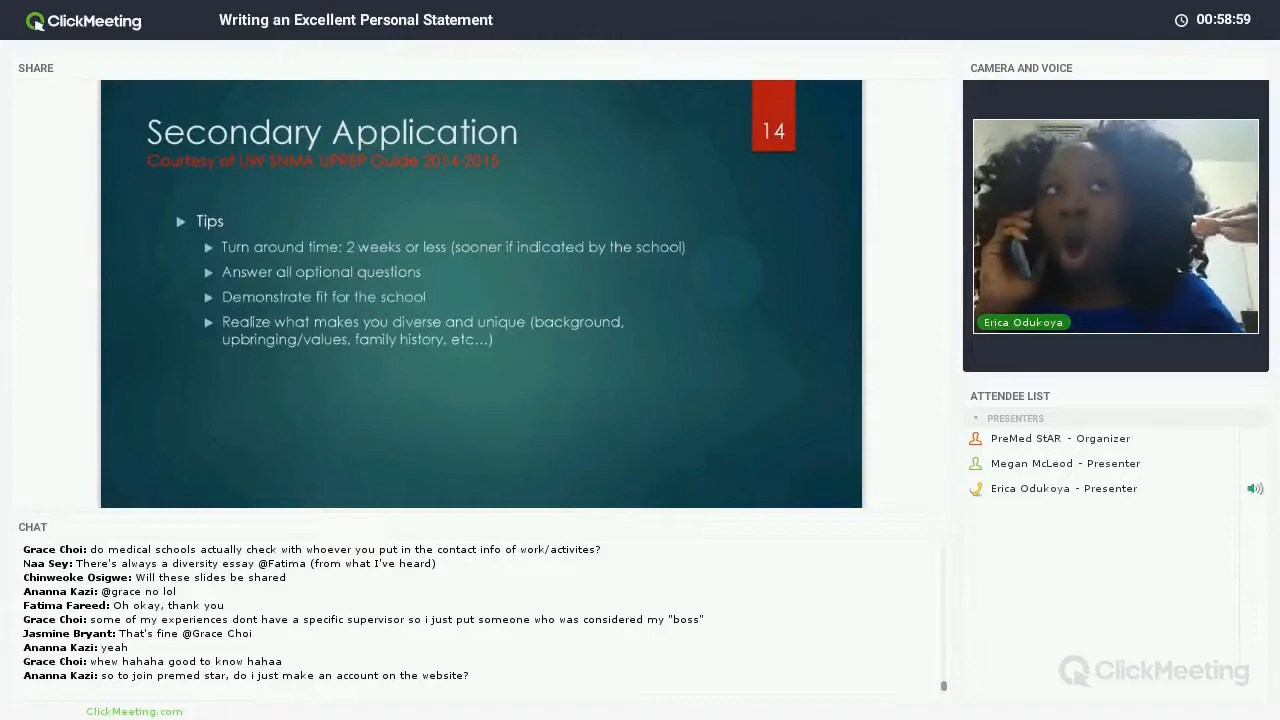 ClickMeeting
Writing an Excellent Personal Statement
00:58:59
SHARE
Secondary Application
14
Courtesy of UW SNMA UPREP Guide 2014-2015
Tips
Turn around time: 2 weeks or less (sooner if indicated by the school)
Answer all optional questions
Demonstrate fit for the school
Realize what makes you diverse and unique (background,
upbringing/values, family history, etc...)
CAMERA AND VOICE
Erica Odukoya
ATTENDEE LIST
PRESENTERS
PreMed StAR - Organizer
Megan McLeod - Presenter
Erica Odukoya - Presenter
CHAT
Grace Choi: do medical schools actually check with whoever you put in the contact info of work/activites?
Naa Sey: There's always a diversity essay @Fatima (from what I've heard)
Chinweoke Osigwe: Will these slides be shared
Ananna Kazi: @grace no lol
Fatima Fareed: Oh okay, thank you
Grace Choi: some of my experiences dont have a specific supervisor so i just put someone who was considered my "boss"
Jasmine Bryant: That's fine @Grace Choi
Ananna Kazi: yeah
Grace Choi: whew hahaha good to know hahaa
Ananna Kazi: so to join premed star, do i just make an account on the website?
ClickMeeting
ClickMeeting.com